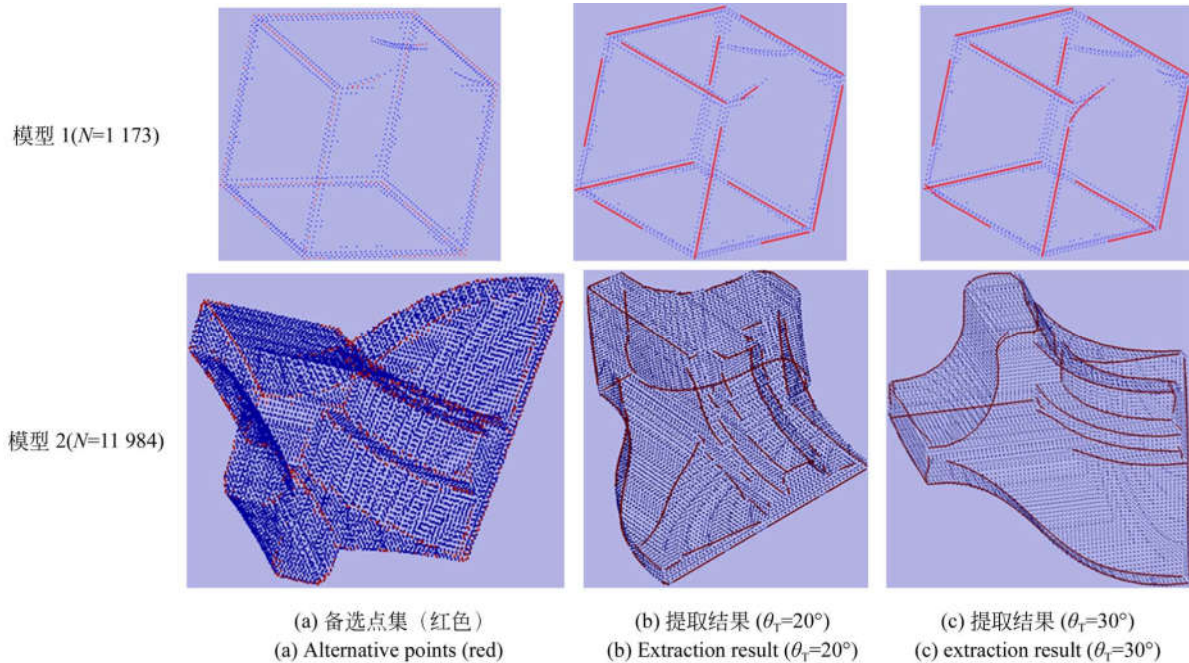 模型 1(N=1 173)
模型 2(N=11 984)
(a) 备选点集（红色）
(b) 提取结果 (θT=20°)
(c) 提取结果 (θT=30°)
(a) Alternative points (red)
(b) Extraction result (θT=20°)
(c) extraction result (θT=30°)